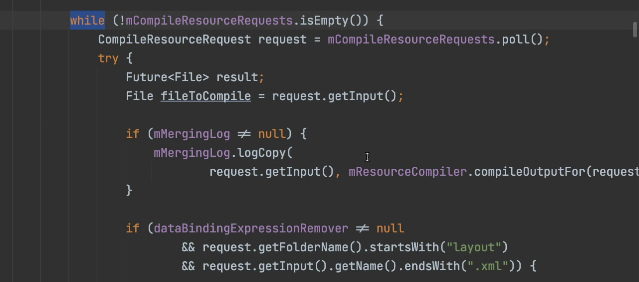 while (!mCompileResourceRequests.isEmpty()) {
CompileResourceRequest request = mCompileResourceRequests.poll();
try {
Future<File> result;
File fileToCompile = request.getInput();
if (mMergingLog ≠ null) {
mMergingLog.logCopy(
request.getInput(), mResourceCompiler.compileOutputFor(request
}
if (dataBindingExpressionRemover ≠ null
&& request.getFolderName().startsWith("layout")
&& request.getInput().getName().endsWith(".xml")) {